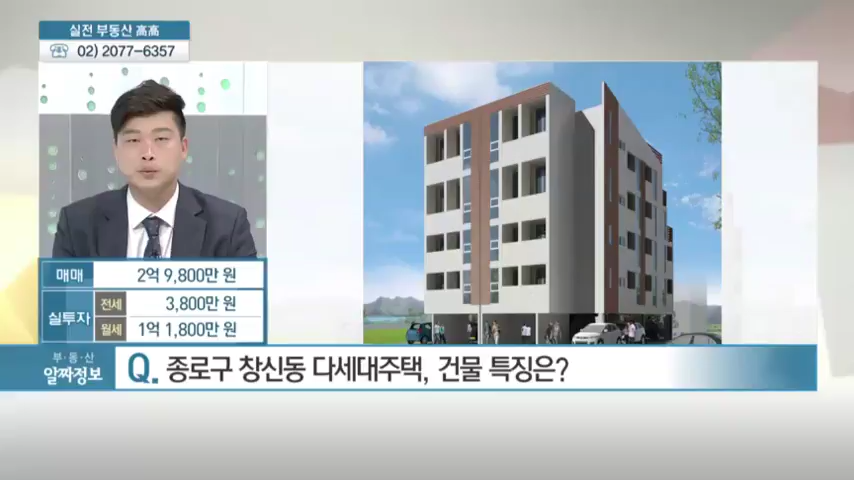 실전 부동산 高高
02) 2077-6357
매매 2억 9,800만 원
실투자 전세 3,800만 원
월세 1억 1,800만 원
부·동·산
알짜정보
Q. 종로구 창신동 다세대주택, 건물 특징은?